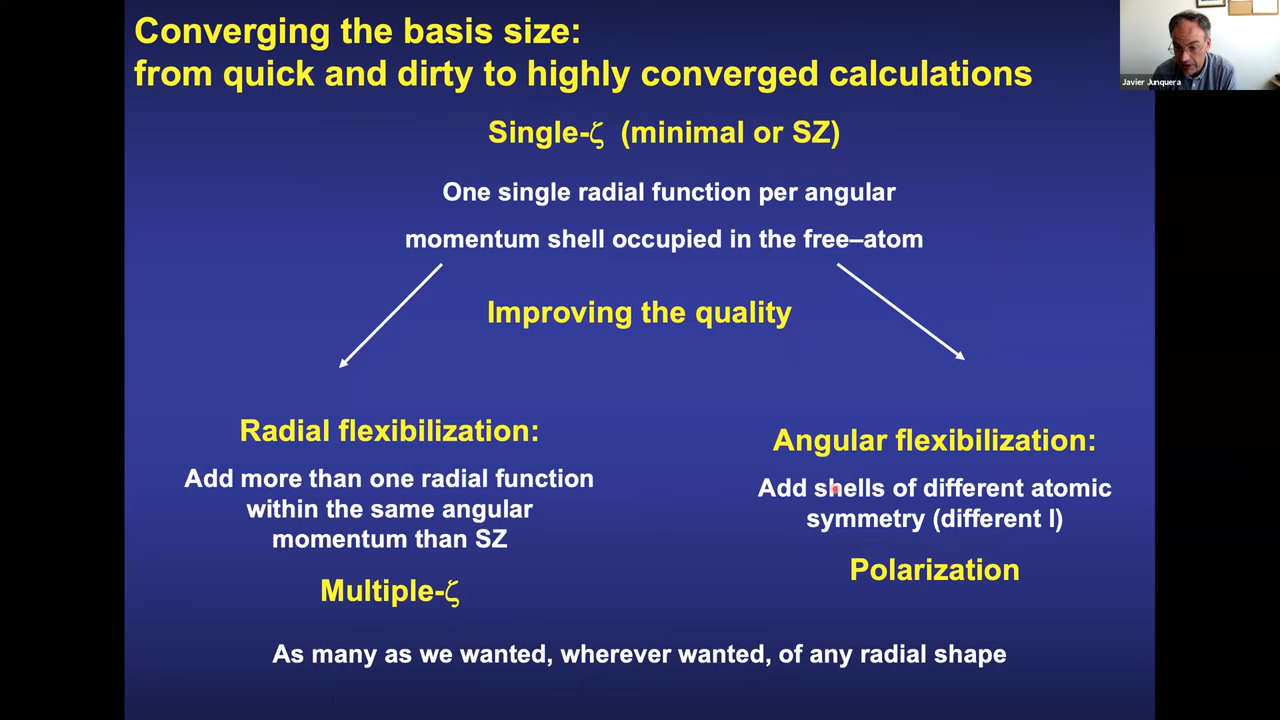 Converging the basis size:
from quick and dirty to highly converged calculations
Javier Junquera
Single-ζ (minimal or SZ)
One single radial function per angular
momentum shell occupied in the free–atom
Improving the quality
Radial flexibilization:
Add more than one radial function
within the same angular
momentum than SZ
Multiple-ζ
Angular flexibilization:
Add shells of different atomic
symmetry (different l)
Polarization
As many as we wanted, wherever wanted, of any radial shape